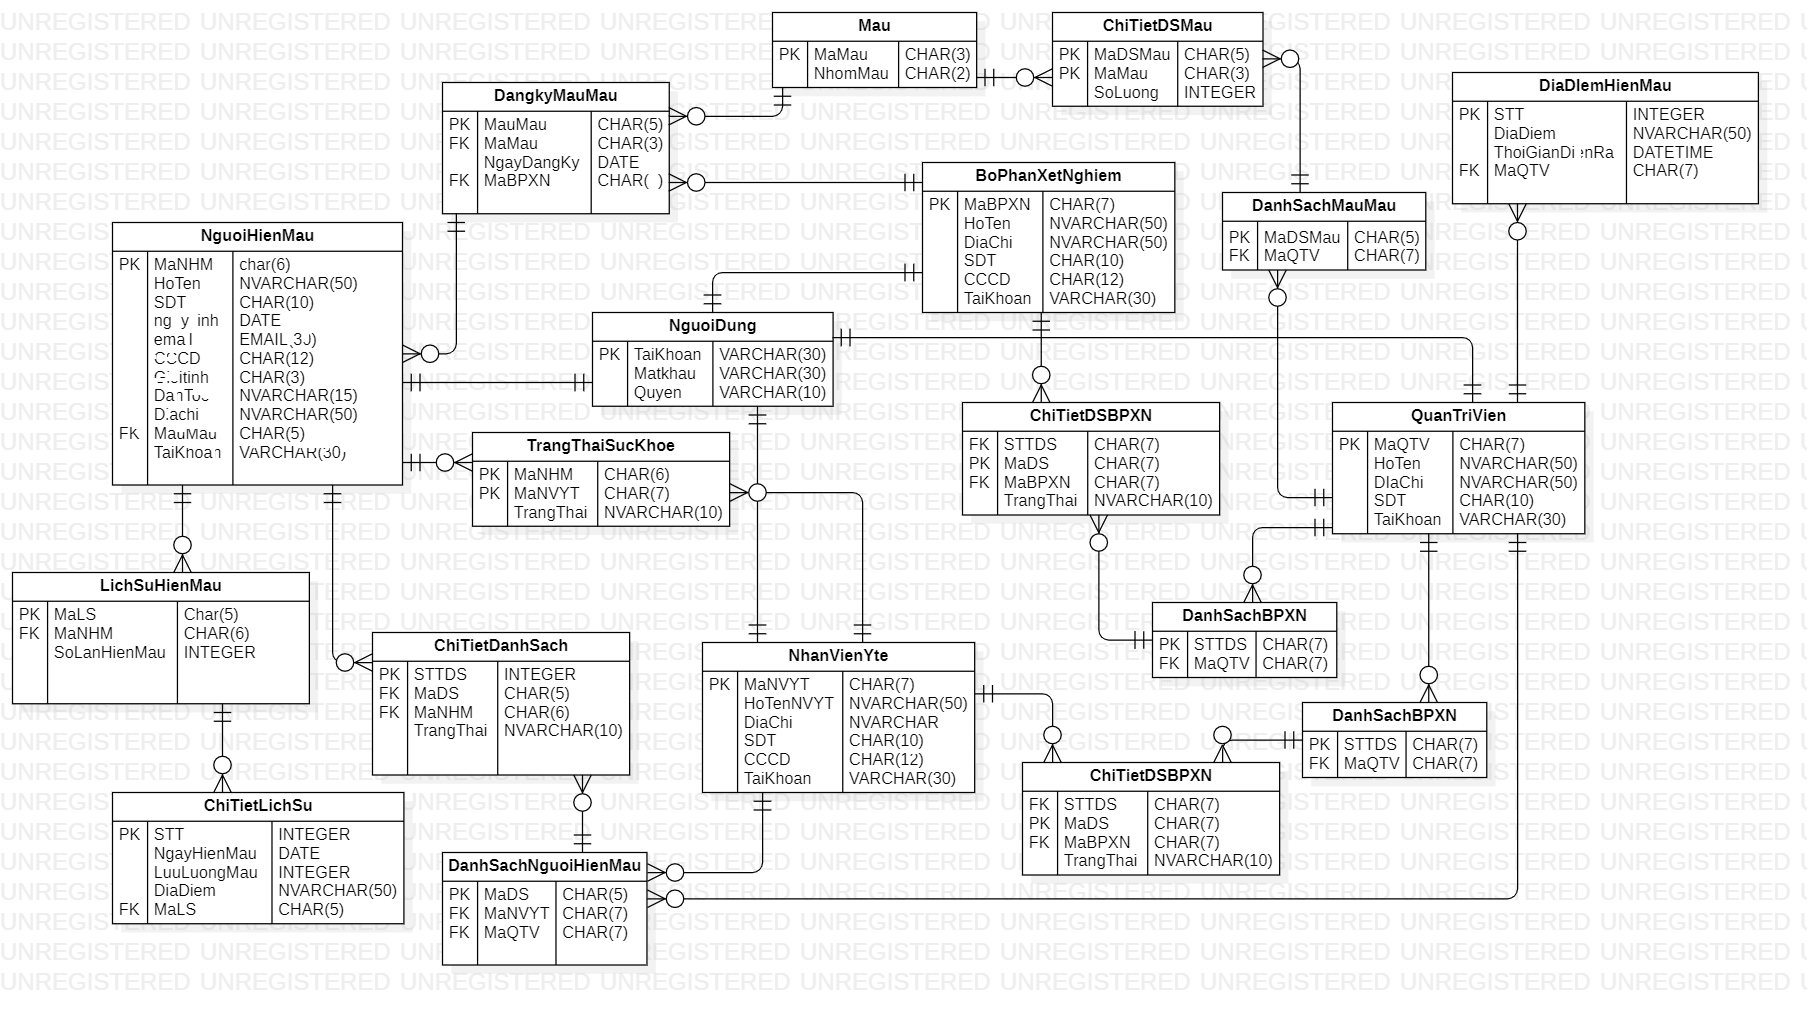 Mau
PK MaMau CHAR(3)
NhomMau CHAR(2)
ChiTietDSMau
PK MaDSMau CHAR(5)
PK MaMau CHAR(3)
SoLuong INTEGER
DiaDIemHienMau
PK STT INTEGER
DiaDiem NVARCHAR(50)
DATETIME
FK MaQTV CHAR(7)
DangkyMauMau
PK MauMau CHAR(5)
FK MaMau CHAR(3)
NgayDangKy DATE
FK MaBPXN CHAR( )
BoPhanXetNghiem
PK MaBPXN CHAR(7)
HoTen NVARCHAR(50)
DiaChi NVARCHAR(50)
SDT CHAR(10)
CCCD CHAR(12)
TaiKhoan VARCHAR(30)
DanhSachMauMau
PK MaDSMau CHAR(5)
FK MaQTV CHAR(7)
NguoiHienMau
PK MaNHM char(6)
HoTen NVARCHAR(50)
SDT CHAR(10)
DATE
CCCD CHAR(12)
CHAR(3)
NVARCHAR(15)
Diachi NVARCHAR(50)
FK MauMau CHAR(5)
TaiKhoan VARCHAR(30)
NguoiDung
PK TaiKhoan VARCHAR(30)
Matkhau VARCHAR(30)
Quyen VARCHAR(10)
ChiTietDSBPXN
FK STTDS CHAR(7)
PK MaDS CHAR(7)
FK MaBPXN CHAR(7)
TrangThai NVARCHAR(10)
QuanTriVien
PK MaQTV CHAR(7)
HoTen NVARCHAR(50)
DIaChi NVARCHAR(50)
SDT CHAR(10)
TaiKhoan VARCHAR(30)
TrangThaiSucKhoe
PK MaNHM CHAR(6)
PK MaNVYT CHAR(7)
TrangThai NVARCHAR(10)
LichSuHienMau
PK MaLS Char(5)
FK MaNHM CHAR(6)
SoLanHienMau INTEGER
ChiTietDanhSach
PK STTDS INTEGER
FK MaDS CHAR(5)
FK MaNHM CHAR(6)
TrangThai NVARCHAR(10)
NhanVienYte
PK MaNVYT CHAR(7)
HoTenNVYT NVARCHAR(50)
DiaChi NVARCHAR
SDT CHAR(10)
CCCD CHAR(12)
TaiKhoan VARCHAR(30)
DanhSachBPXN
PK STTDS CHAR(7)
FK MaQTV CHAR(7)
DanhSachBPXN
PK STTDS CHAR(7)
FK MaQTV CHAR(7)
ChiTietDSBPXN
FK STTDS CHAR(7)
PK MaDS CHAR(7)
FK MaBPXN CHAR(7)
TrangThai NVARCHAR(10)
ChiTietLichSu
PK STT INTEGER
NgayHienMau DATE
LuuLuongMau INTEGER
DiaDiem NVARCHAR(50)
FK MaLS CHAR(5)
DanhSachNguoiHienMau
PK MaDS CHAR(5)
FK MaNVYT CHAR(7)
FK MaQTV CHAR(7)